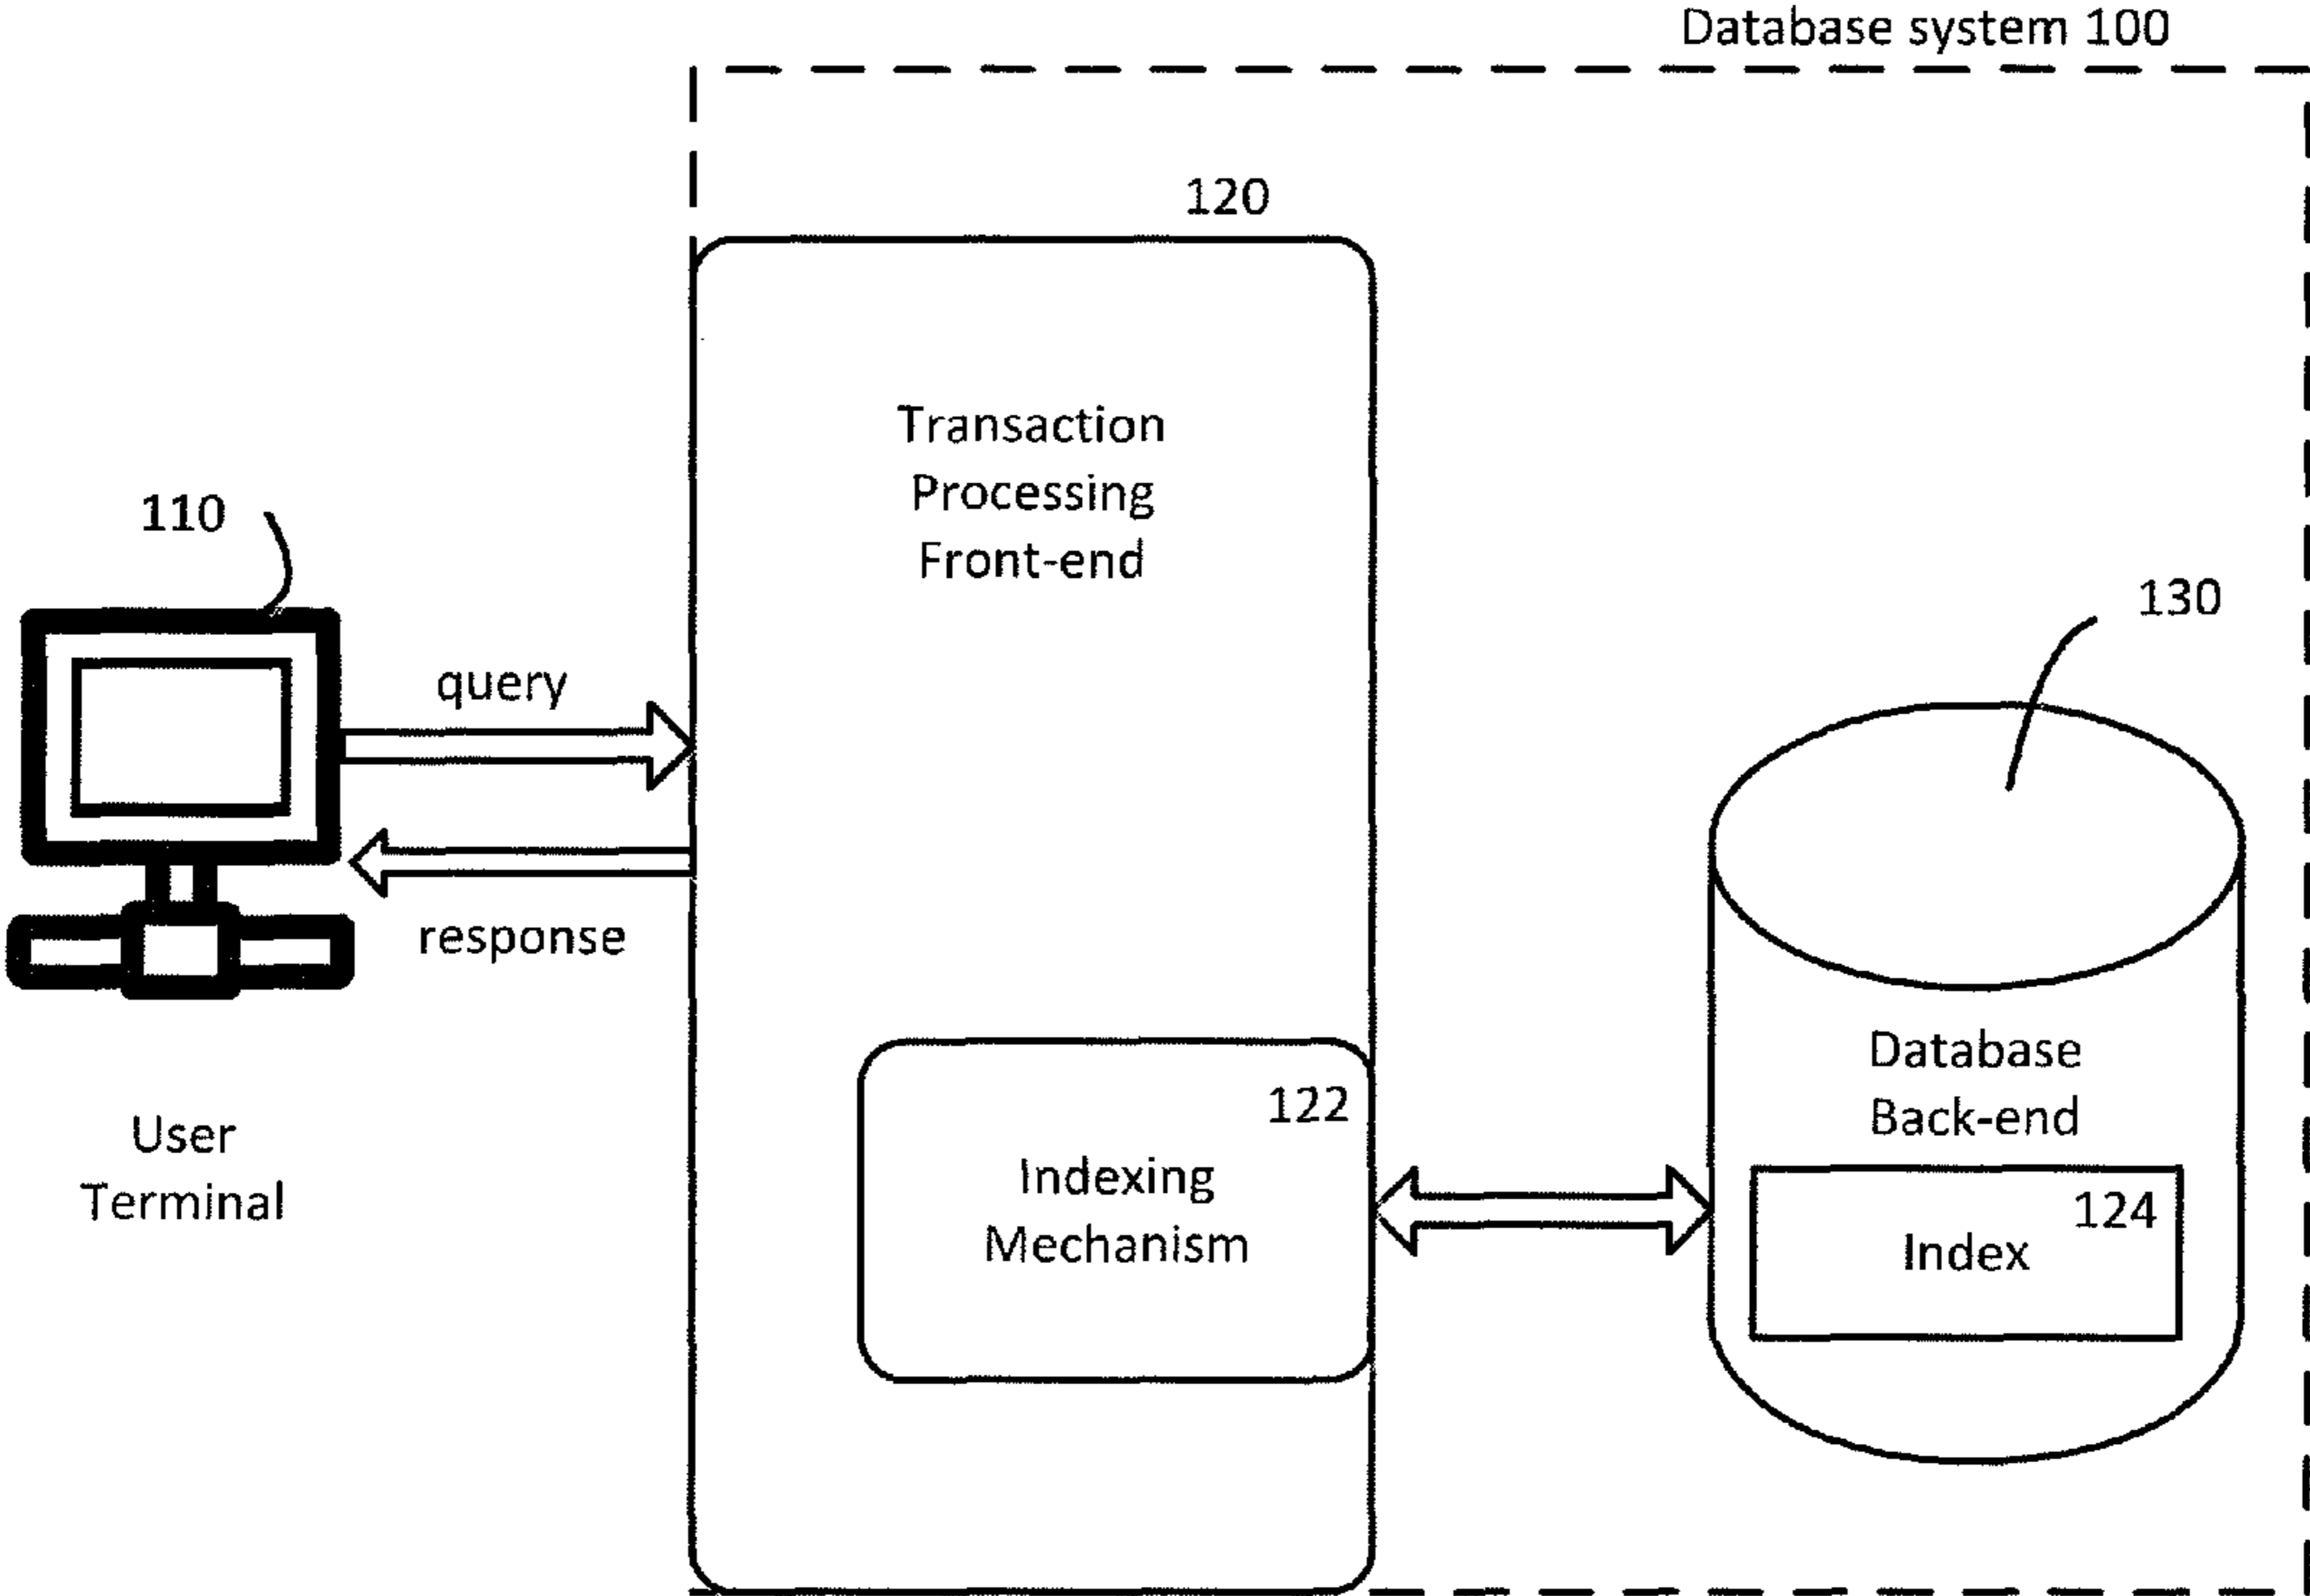 Database system 100
120
Transaction
Processing
Front-end
110
130
query
response
Database
Back-end
122
User
Terminal
Indexing
Mechanism
124
Index